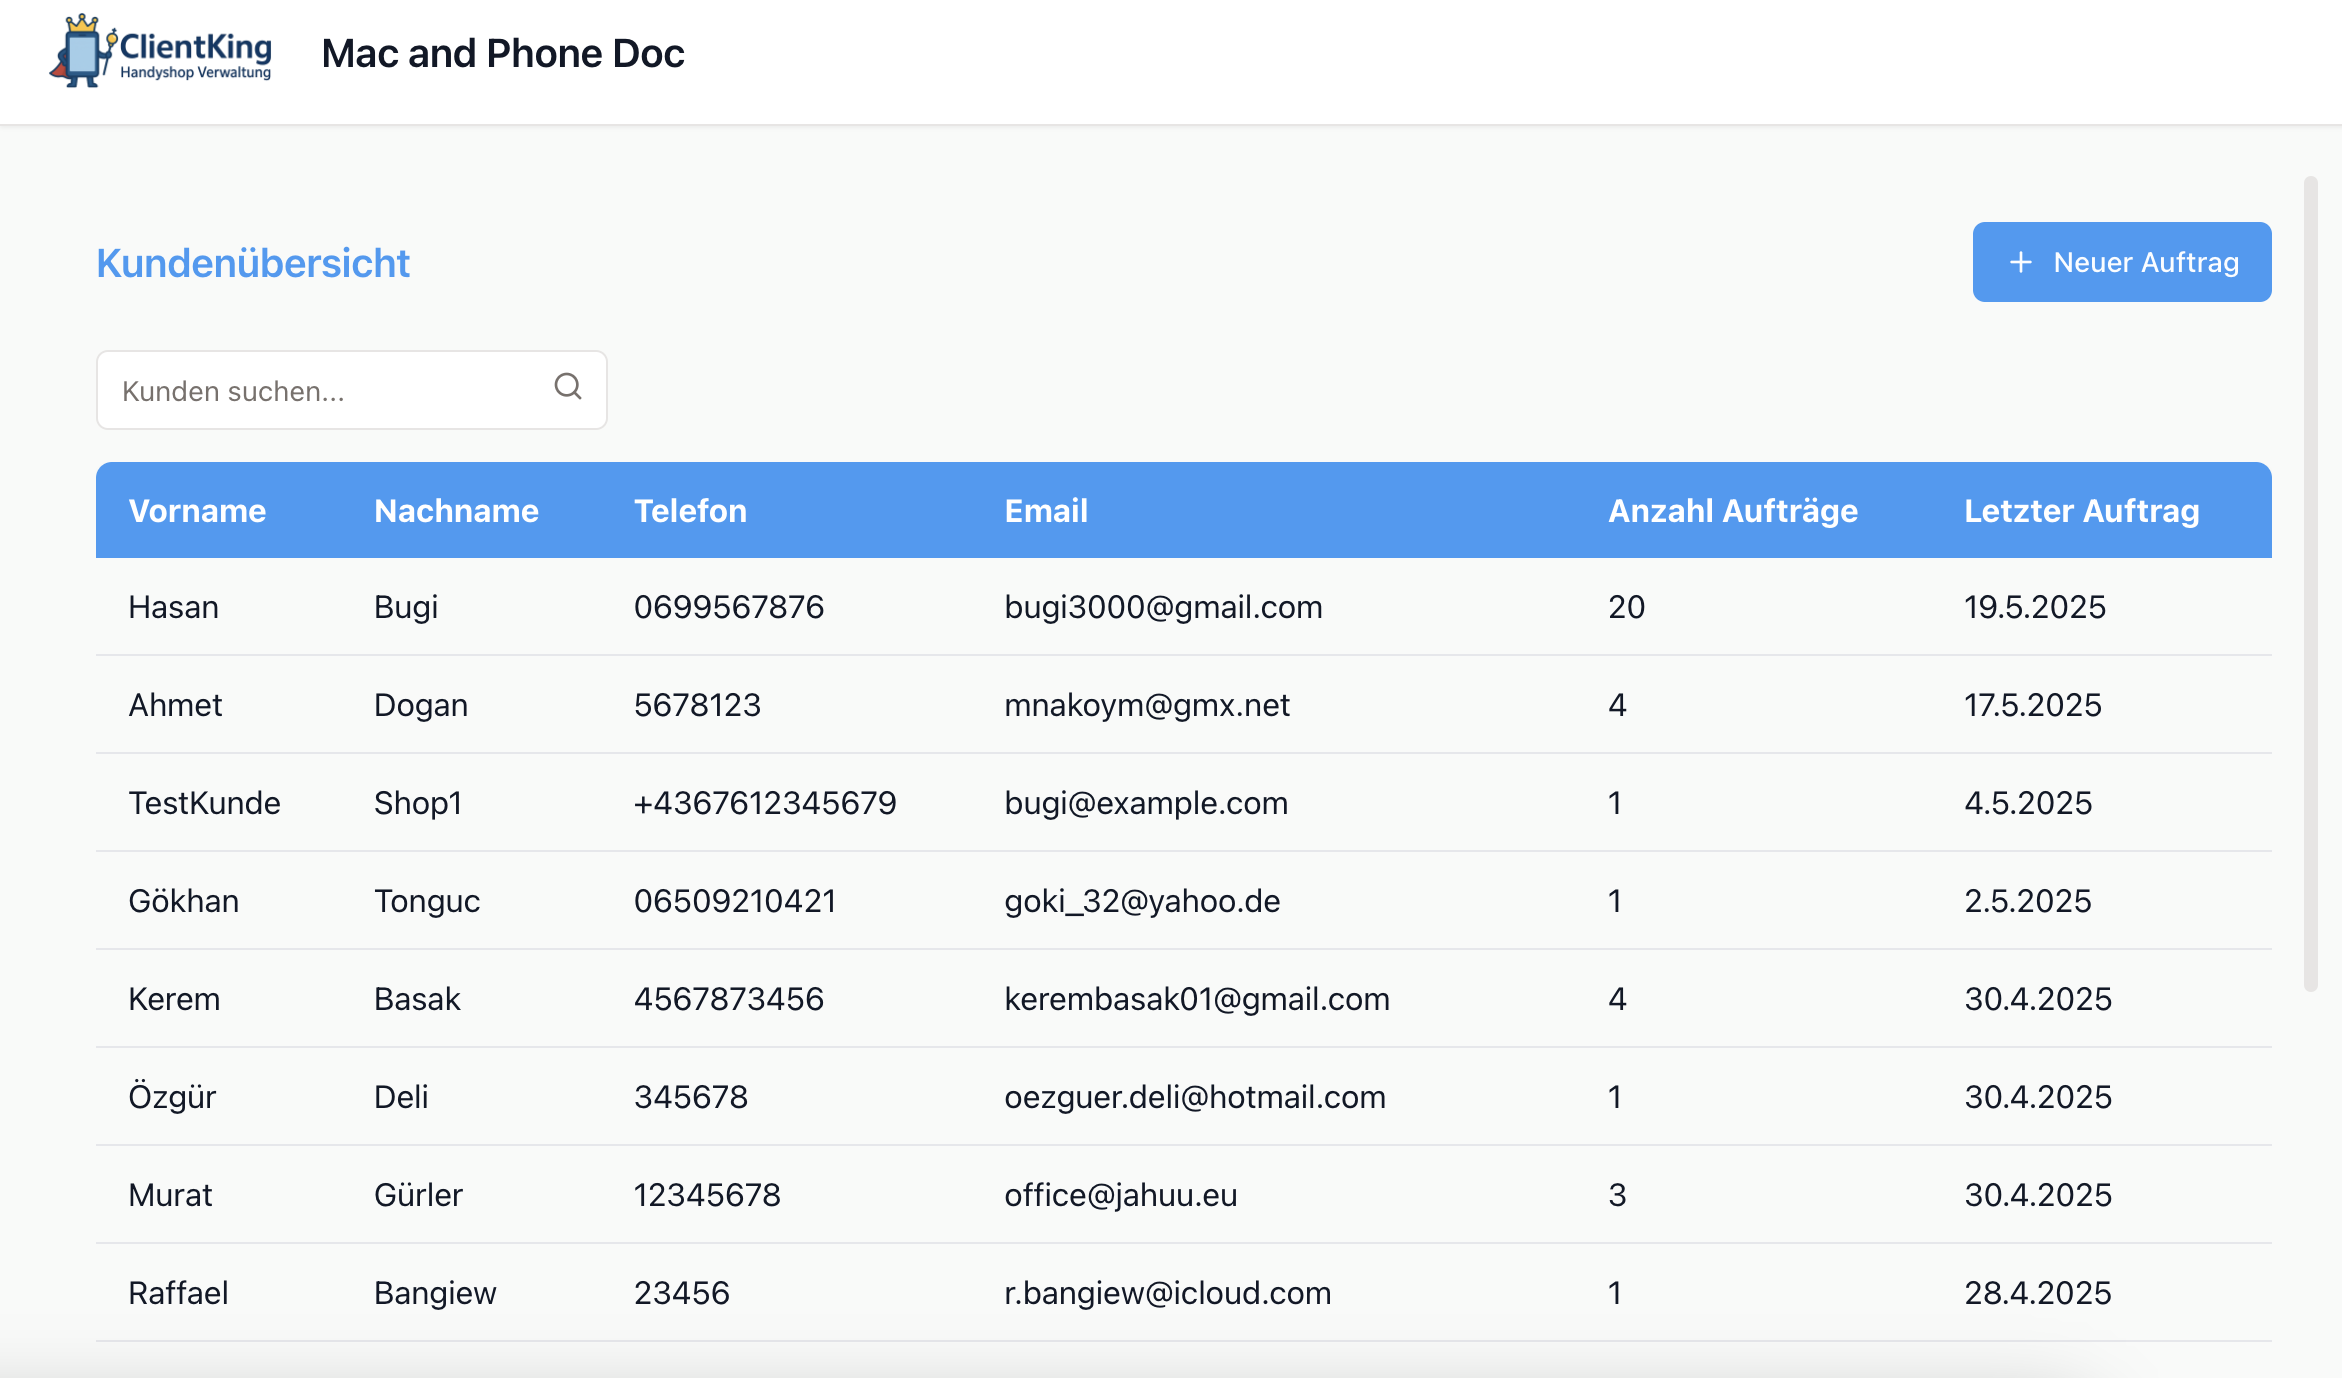 ClientKing
Handyshop Verwaltung
Mac and Phone Doc
Kundenübersicht
+ Neuer Auftrag
Kunden suchen...
Vorname Nachname Telefon Email Anzahl Aufträge Letzter Auftrag
Hasan Bugi 0699567876 bugi3000@gmail.com 20 19.5.2025
Ahmet Dogan 5678123 mnakoym@gmx.net 4 17.5.2025
TestKunde Shop1 +4367612345679 bugi@example.com 1 4.5.2025
Gökhan Tonguc 06509210421 goki_32@yahoo.de 1 2.5.2025
Kerem Basak 4567873456 kerembasak01@gmail.com 4 30.4.2025
Özgür Deli 345678 oezguer.deli@hotmail.com 1 30.4.2025
Murat Gürler 12345678 office@jahuu.eu 3 30.4.2025
Raffael Bangiew 23456 r.bangiew@icloud.com 1 28.4.2025